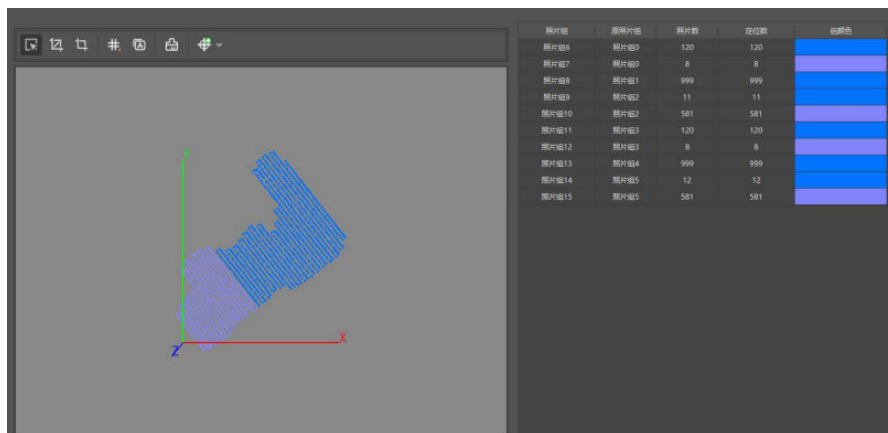 照片组 原照片组 照片数 定位数 组颜色
照片组6 照片组0 120 120
照片组7 照片组0 8 8
照片组8 照片组1 999 999
照片组9 照片组2 11 11
照片组10 照片组2 581 581
照片组11 照片组3 120 120
照片组12 照片组3 8 8
照片组13 照片组4 999 999
照片组14 照片组5 12 12
照片组15 照片组5 581 581
Y
X
Z